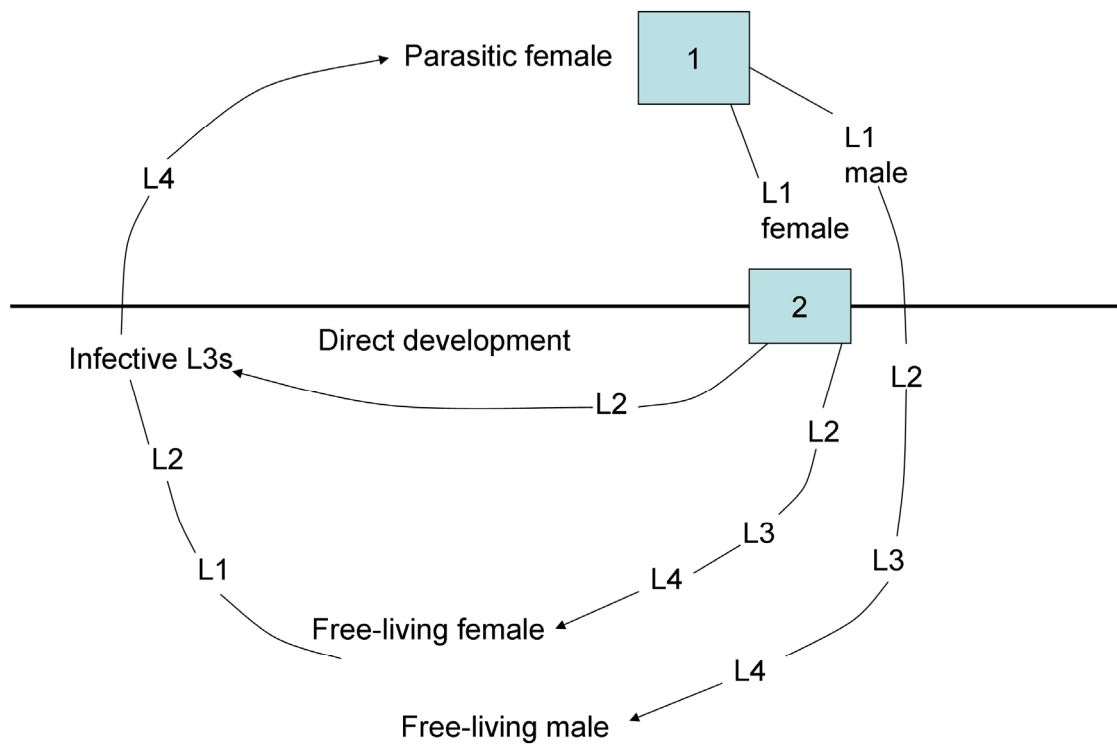 Parasitic female
1
L1
male
L4
L1
female
2
Direct development
Infective L3s
L2
L2
L2
L2
L3
L3
L1
L4
Free-living female
L4
Free-living male